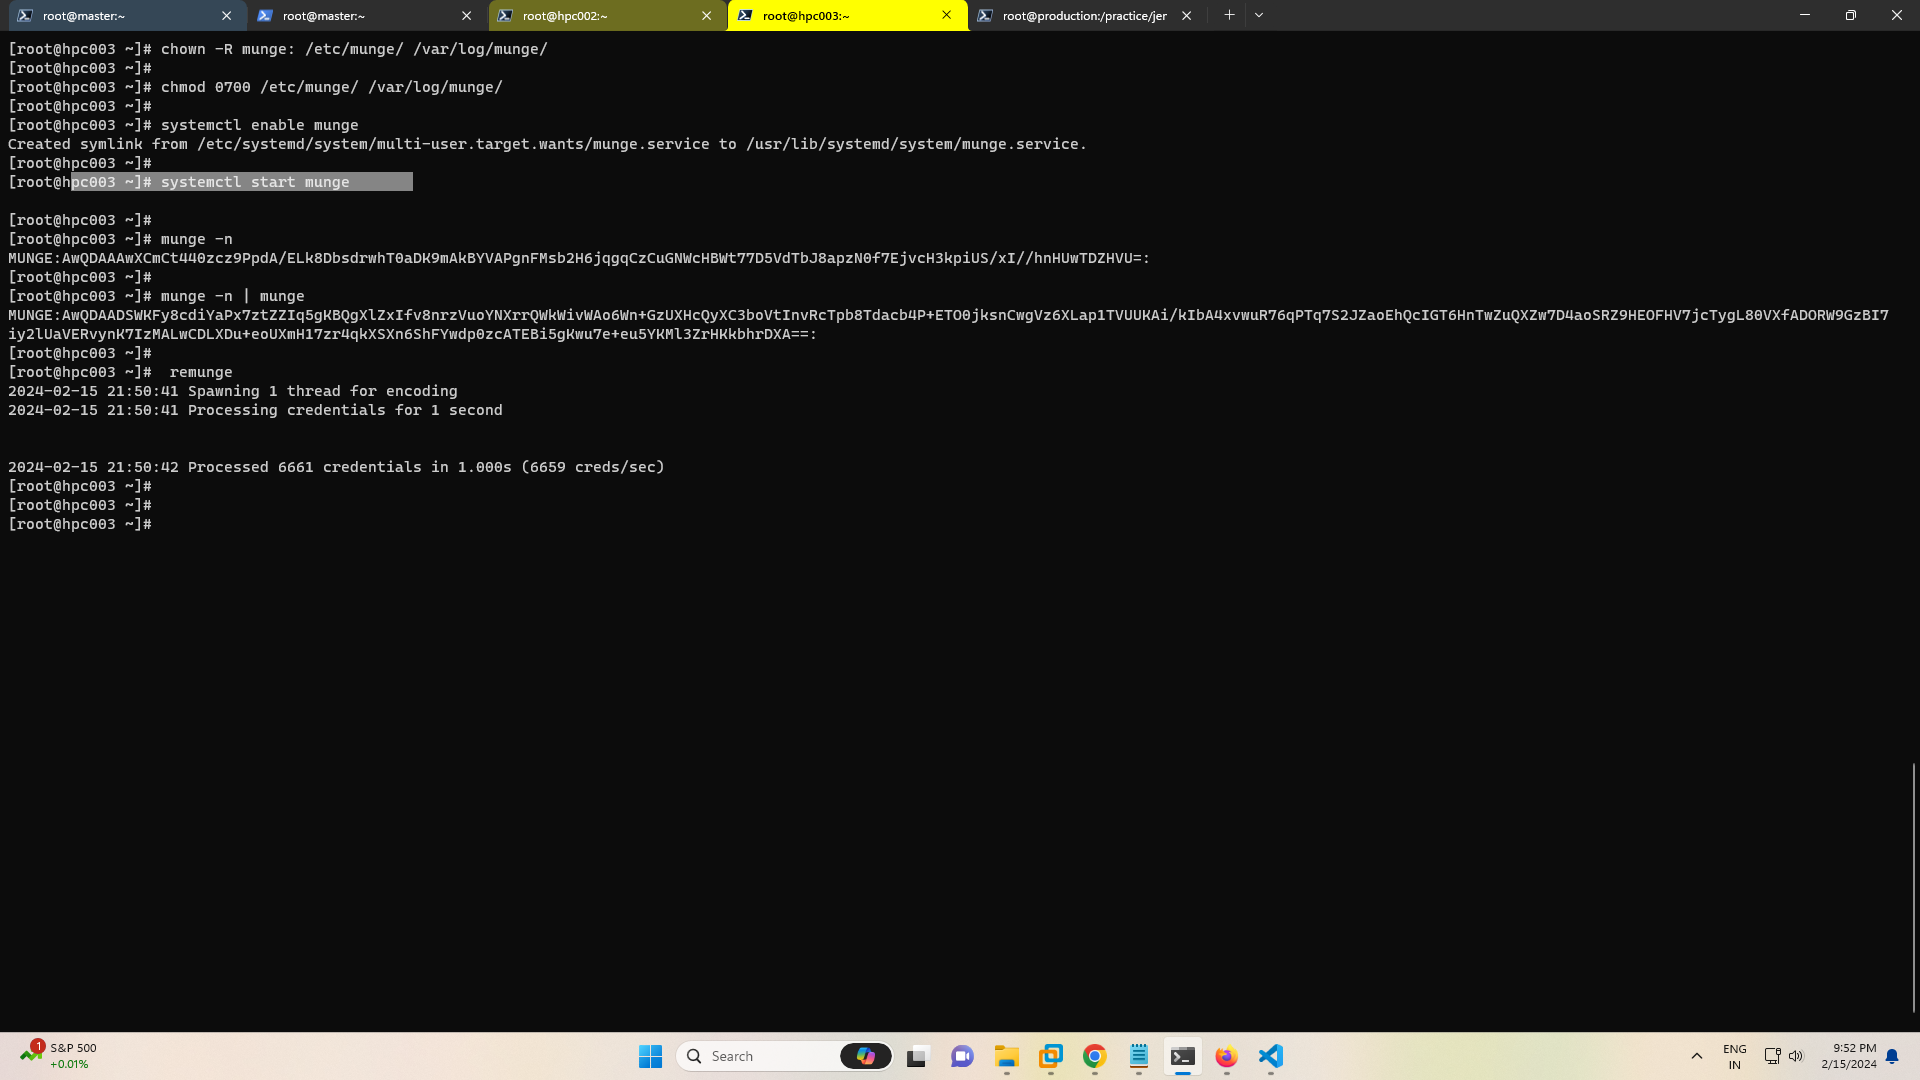 root@master:~
root@master:~
root@hpc002:~
root@hpc003:~
root@production:/practice/jer
[root@hpc003 ~]# chown -R munge: /etc/munge/ /var/log/munge/
[root@hpc003 ~]#
[root@hpc003 ~]# chmod 0700 /etc/munge/ /var/log/munge/
[root@hpc003 ~]#
[root@hpc003 ~]# systemctl enable munge
Created symlink from /etc/systemd/system/multi-user.target.wants/munge.service to /usr/lib/systemd/system/munge.service.
[root@hpc003 ~]#
[root@hpc003 ~]# systemctl start munge
[root@hpc003 ~]#
[root@hpc003 ~]# munge -n
MUNGE:AwQDAAAwXCmCt440zcz9PpdA/ELk8DbsdrwhT0aDK9mAkBYVAPgnFMsb2H6jqgqCzCuGNWcHBWt77D5VdTbJ8apzN0f7EjvcH3kpiUS/xI//hnHUwTDZHVU=:
[root@hpc003 ~]#
[root@hpc003 ~]# munge -n | munge
MUNGE:AwQDAADSWKFy8cdiYaPx7ztZZIq5gKBQgXlZxIfv8nrzVuoYNXrrQWkWivWAo6Wn+GzUXHcQyXC3boVtInvRcTpb8Tdacb4P+ETO0jksnCwgVz6XLap1TVUUKAi/kIbA4xvwuR76qPTq7S2JZaoEhQcIGT6HnTwZuQXZw7D4aoSRZ9HEOFHV7jcTygL80VXfADORW9GzBI7
iy2lUaVERvynK7IzMALwCDLXDu+eoUXmH17zr4qkXSXn6ShFYwdp0zcATEBi5gKwu7e+eu5YKMl3ZrHKkbhrDXA==:
[root@hpc003 ~]#
[root@hpc003 ~]#  remunge
2024-02-15 21:50:41 Spawning 1 thread for encoding
2024-02-15 21:50:41 Processing credentials for 1 second
2024-02-15 21:50:42 Processed 6661 credentials in 1.000s (6659 creds/sec)
[root@hpc003 ~]#
[root@hpc003 ~]#
[root@hpc003 ~]#
1
S&P 500
+0.01%
Search
ENG
IN
9:52 PM
2/15/2024